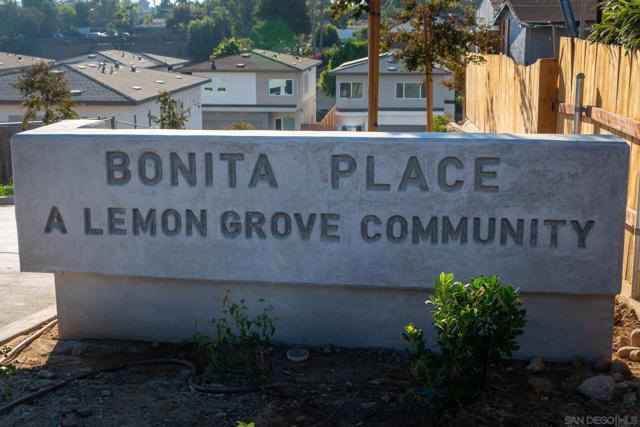 BONITA PLACE
A LEMON GROVE COMMUNITY
SAN DIEGO MLS